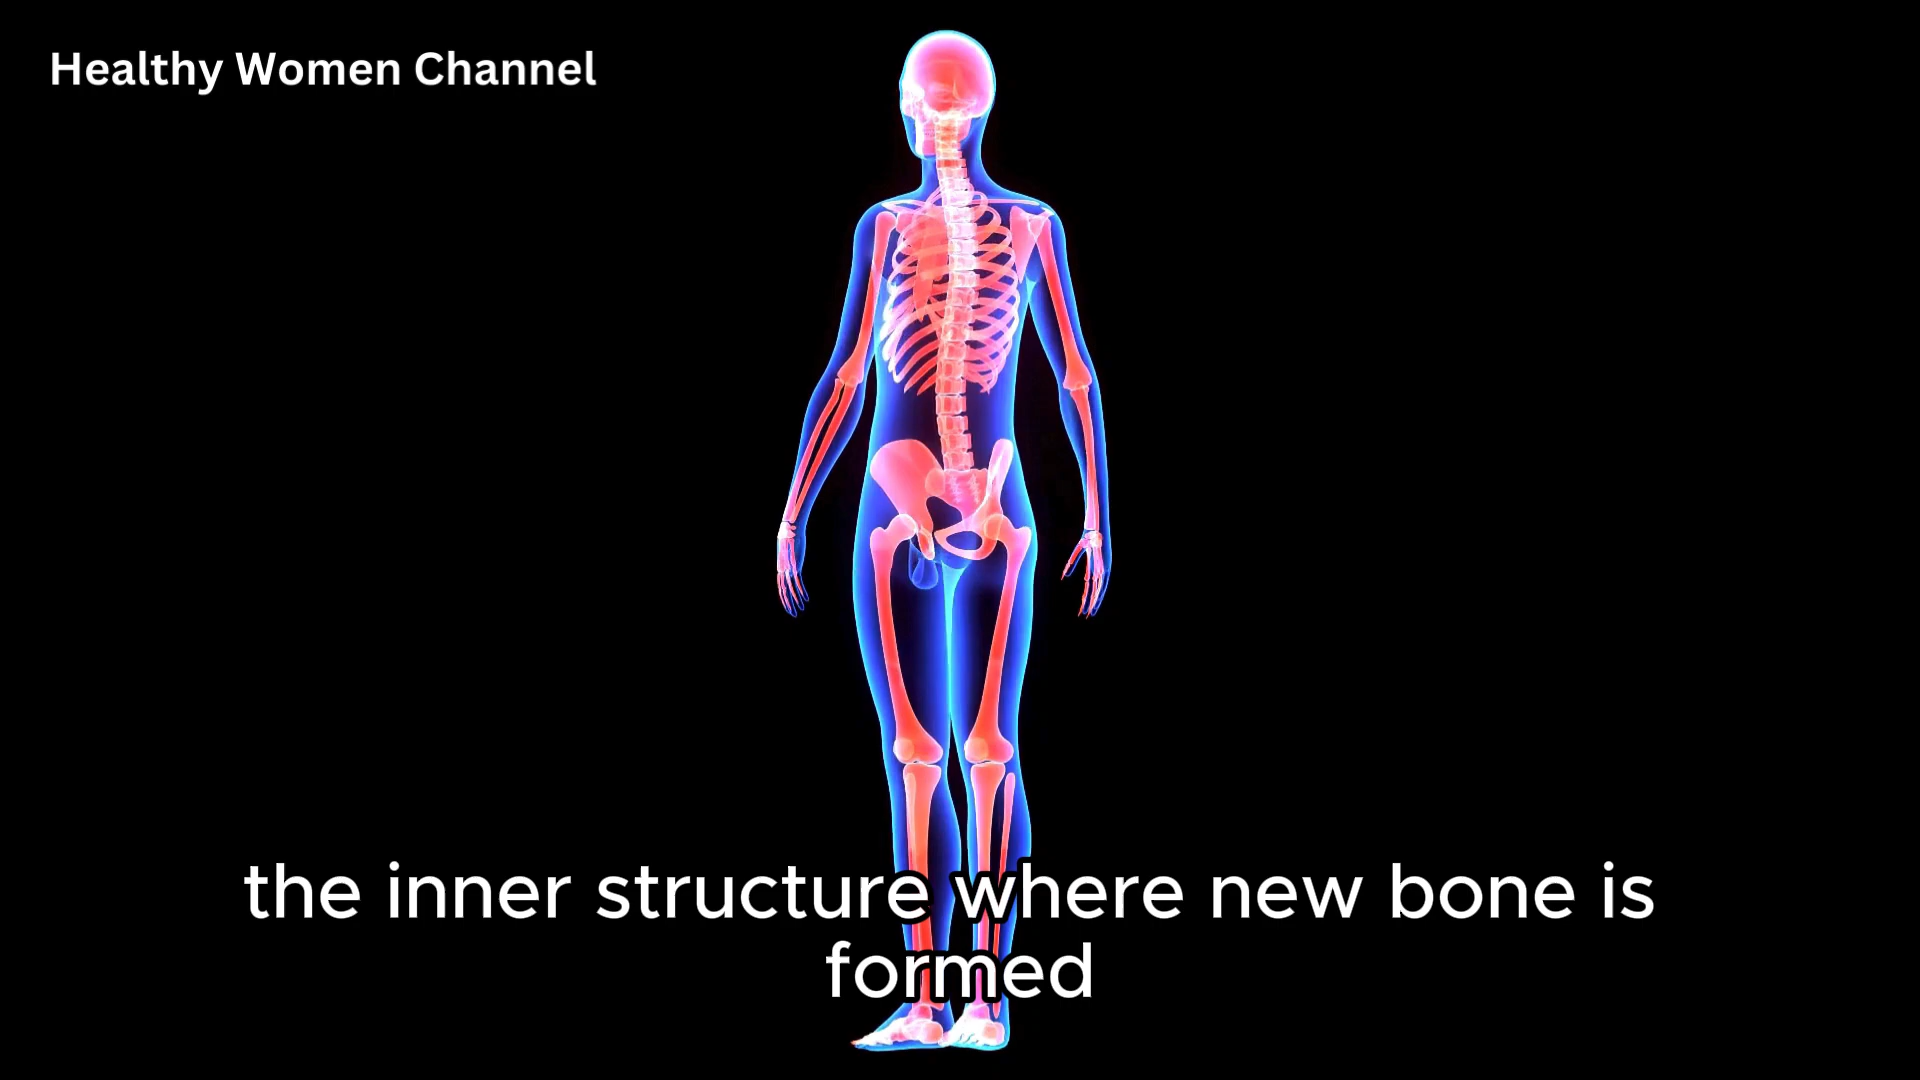 Healthy Women Channel
the inner structure where new bone is
formed